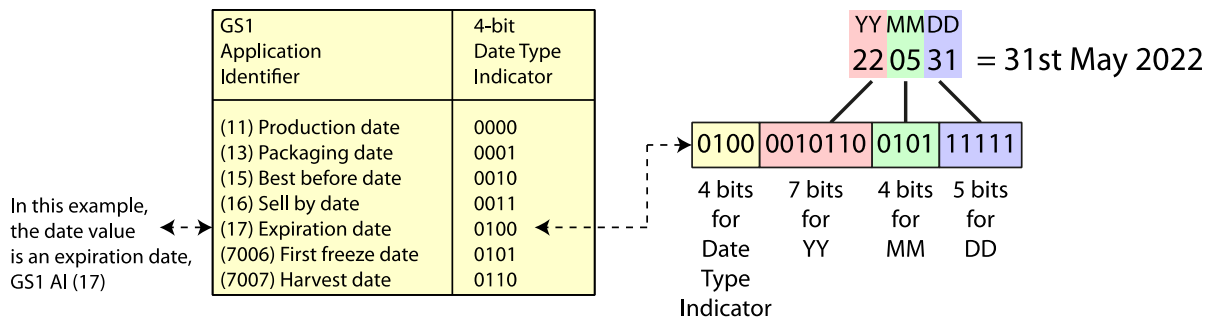 GS1 Application Identifier
4-bit Date Type Indicator
(11) Production date 0000
(13) Packaging date 0001
(15) Best before date 0010
(16) Sell by date 0011
(17) Expiration date 0100
(7006) First freeze date 0101
(7007) Harvest date 0110
In this example,
the date value
is an expiration date,
GS1 AI (17)
YY MM DD
22 05 31 = 31st May 2022
0100 0010110 0101 11111
4 bits
for
Date
Type
Indicator
7 bits
for
YY
4 bits
for
MM
5 bits
for
DD